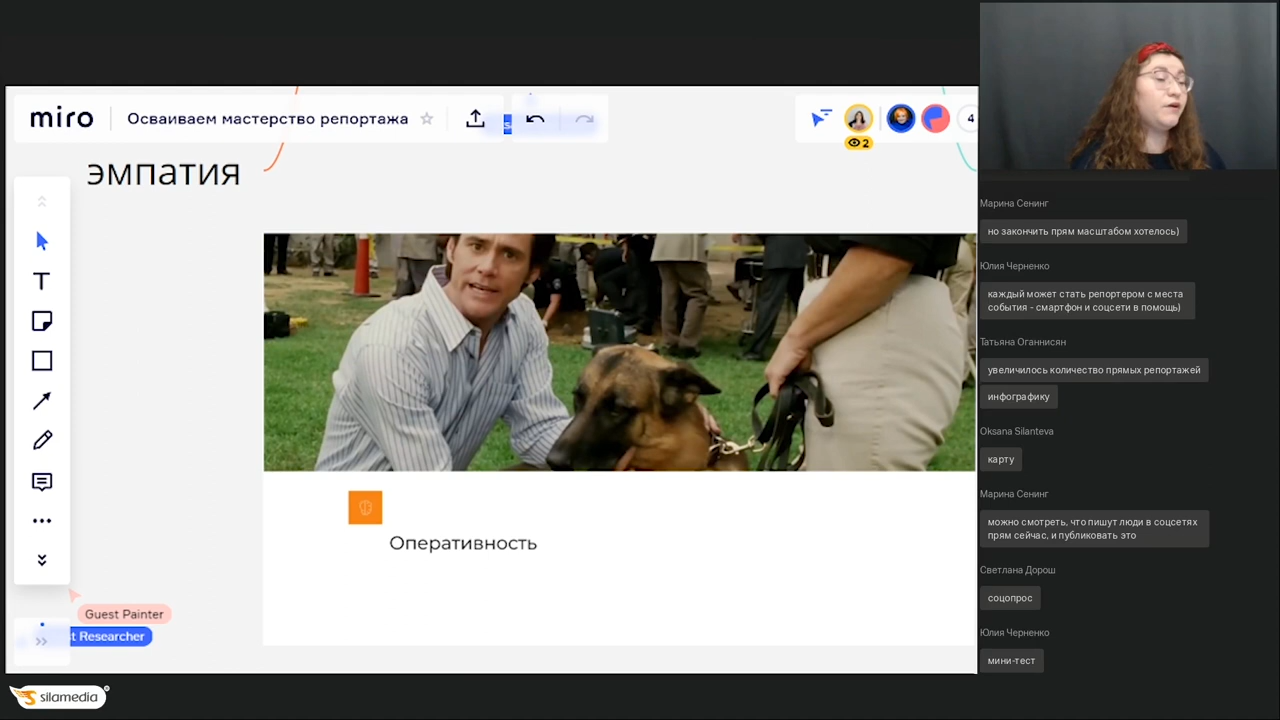 miro
Осваиваем мастерство репортажа
4
2
эмпатия
T
Оперативность
Guest Painter
t Researcher
silamedia
Марина Сенинг
но закончить прям масштабом хотелось)
Юлия Черненко
каждый может стать репортером с места
события - смартфон и соцсети в помощь)
Татьяна Оганнисян
увеличилось количество прямых репортажей
инфографику
Oksana Silanteva
карту
Марина Сенинг
можно смотреть, что пишут люди в соцсетях
прям сейчас, и публиковать это
Светлана Дорош
соцопрос
Юлия Черненко
мини-тест